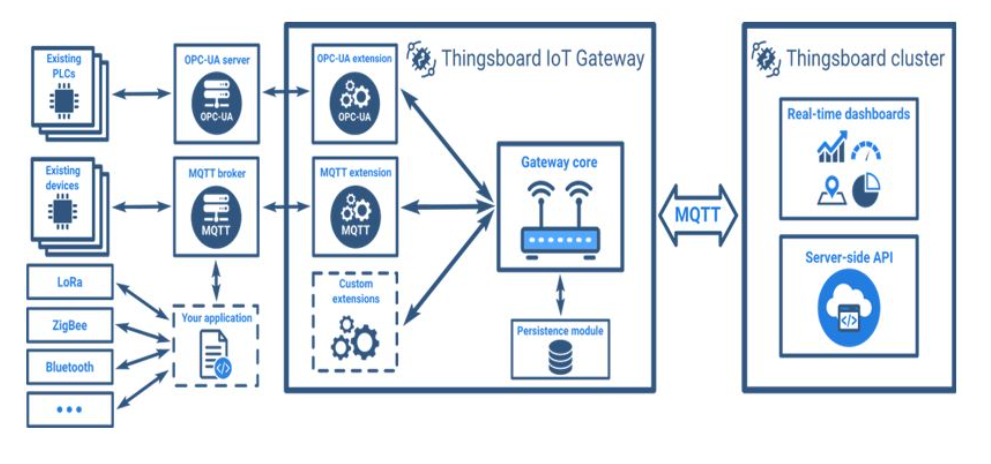 Existing
PLCs
OPC-UA server
OPC-UA
OPC-UA extension
OPC-UA
Thingsboard IoT Gateway
Thingsboard cluster
Real-time dashboards
Existing
devices
MQTT broker
MQTT
MQTT extension
MQTT
Gateway core
MQTT
Server-side API
</>
LoRa
ZigBee
Bluetooth
•••
Your application
</>
Custom
extensions
Persistence module